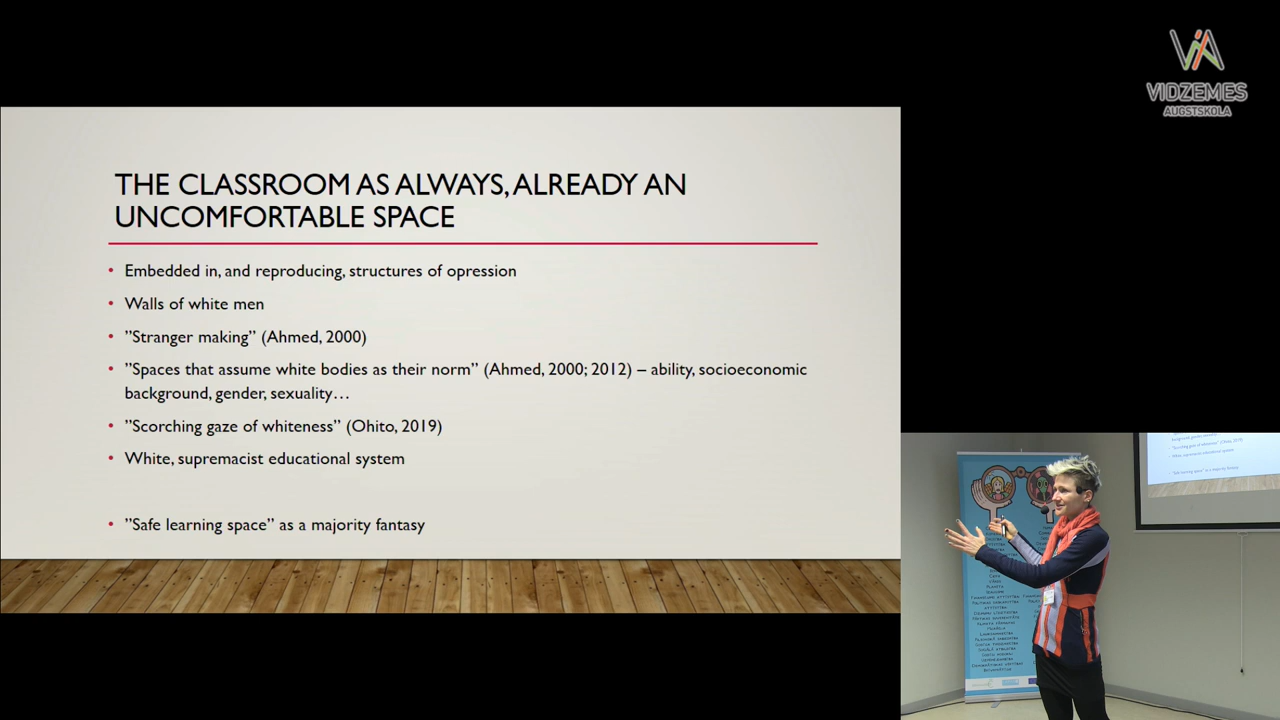 VIDZEMES
AUGSTSKOLA
THE CLASSROOM AS ALWAYS, ALREADY AN
UNCOMFORTABLE SPACE
• Embedded in, and reproducing, structures of opression
• Walls of white men
• ”Stranger making” (Ahmed, 2000)
• ”Spaces that assume white bodies as their norm” (Ahmed, 2000; 2012) – ability, socioeconomic
background, gender, sexuality…
• ”Scorching gaze of whiteness” (Ohito, 2019)
• White, supremacist educational system
• ”Safe learning space” as a majority fantasy